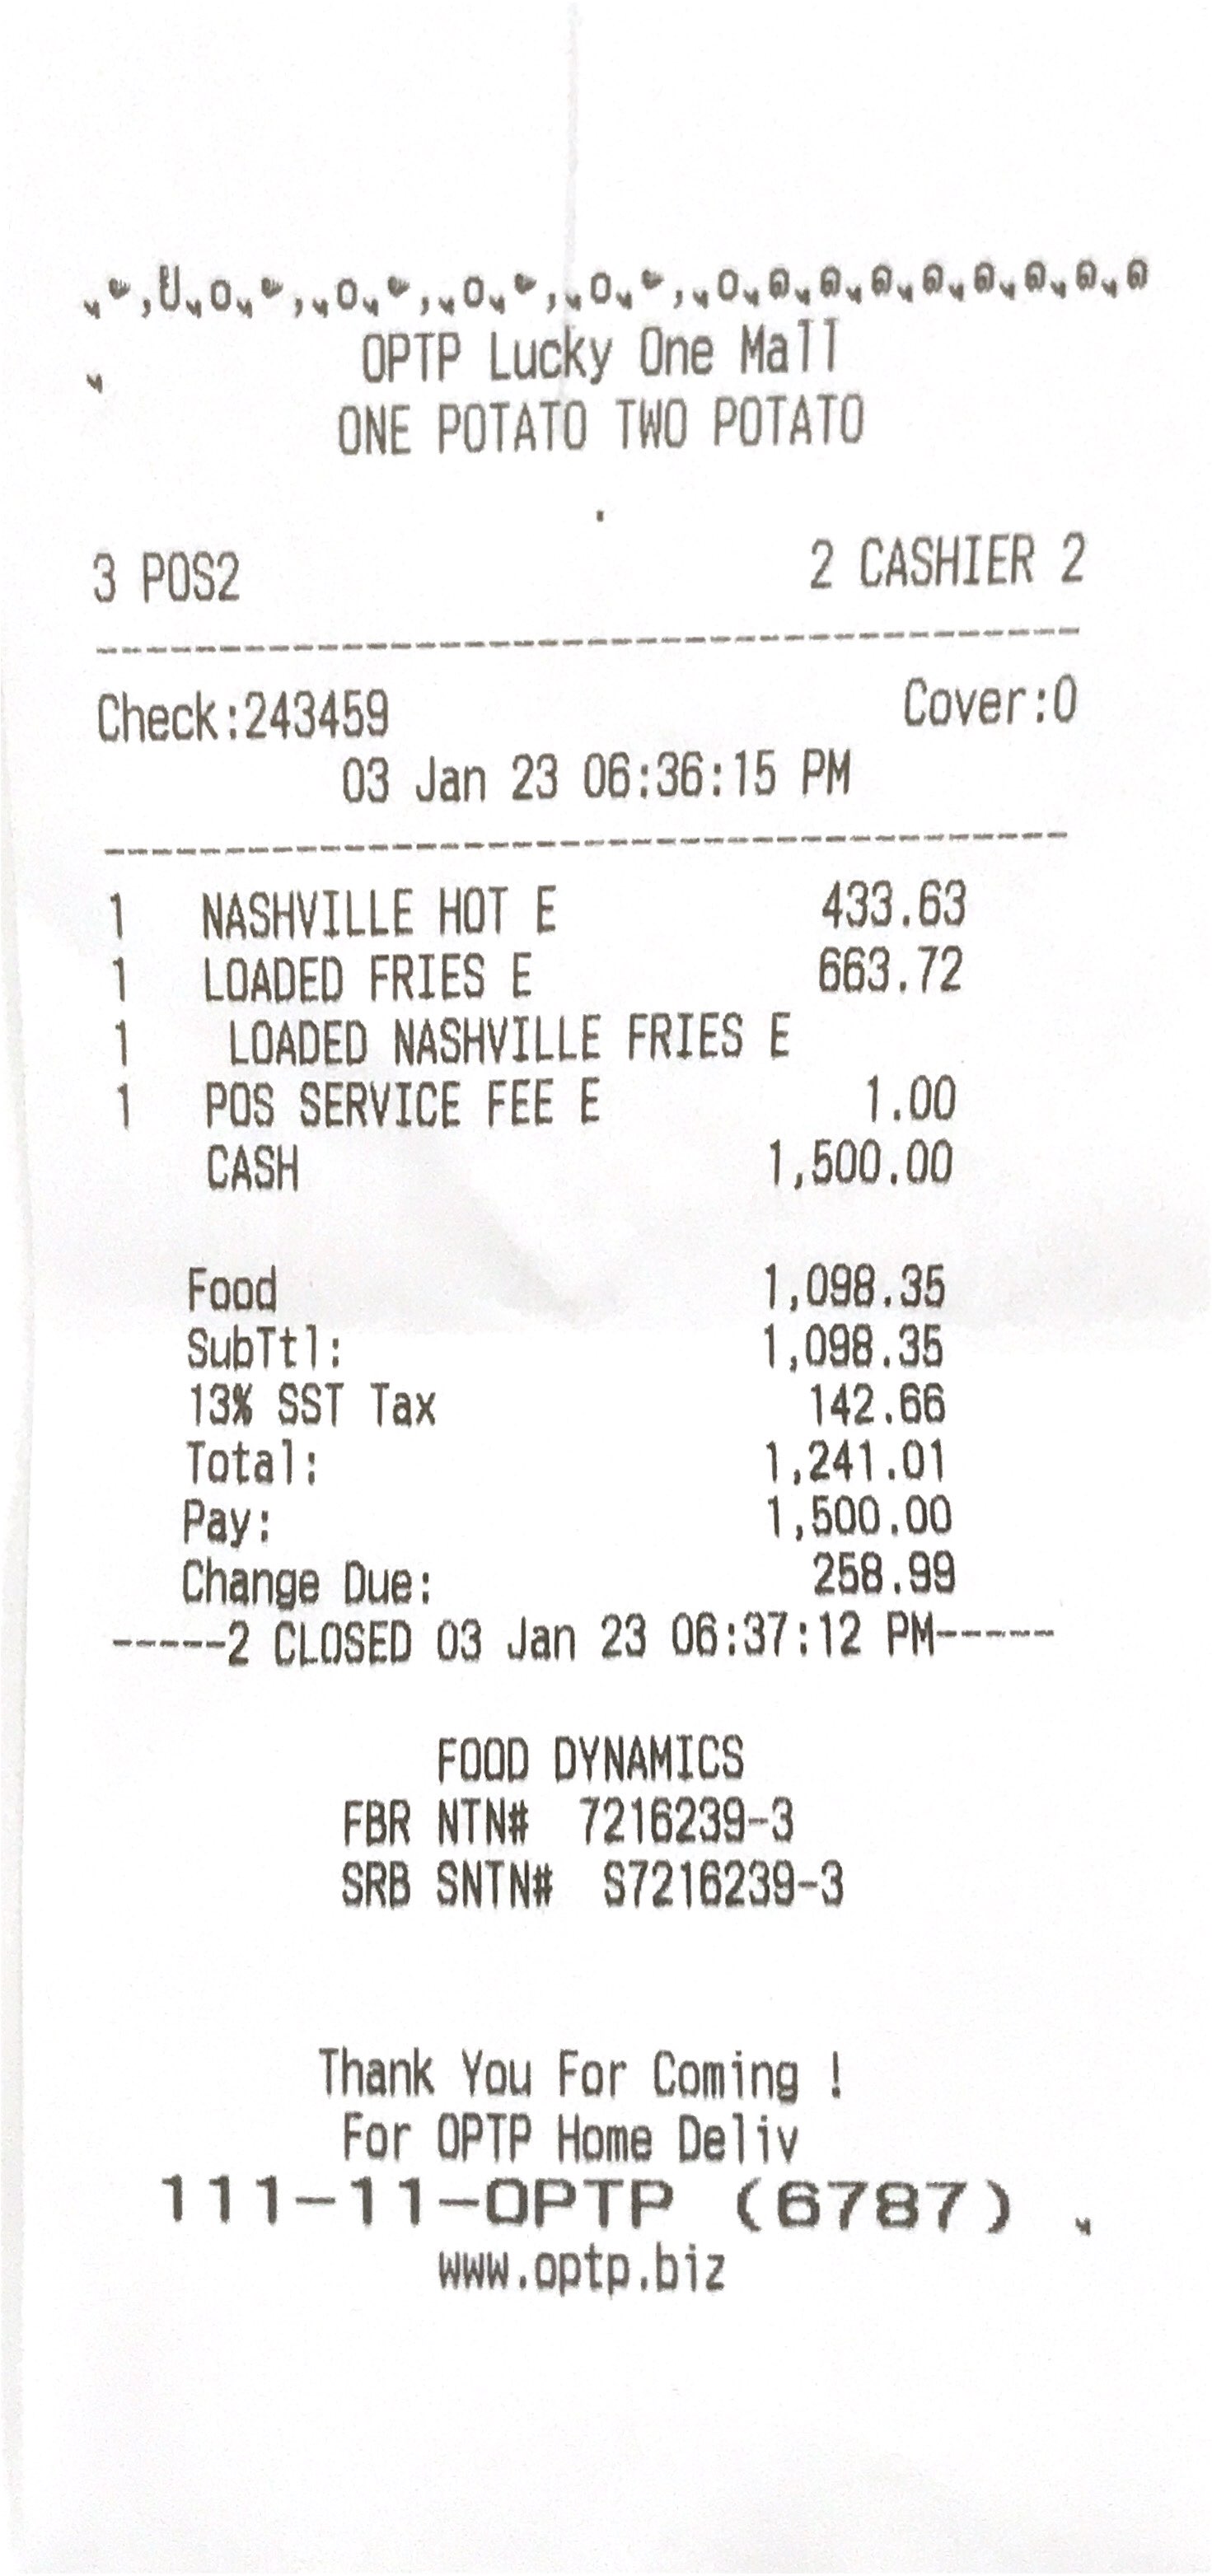 OPTP Lucky One Mall
ONE POTATO TWO POTATO
.
3 POS2 2 CASHIER 2
--------------------------------
Check:243459 Cover:0
03 Jan 23 06:36:15 PM
--------------------------------
1 NASHVILLE HOT E 433.63
1 LOADED FRIES E 663.72
1 LOADED NASHVILLE FRIES E
1 POS SERVICE FEE E 1.00
CASH 1,500.00
Food 1,098.35
SubTtl: 1,098.35
13% SST Tax 142.66
Total: 1,241.01
Pay: 1,500.00
Change Due: 258.99
-----2 CLOSED 03 Jan 23 06:37:12 PM-----
FOOD DYNAMICS
FBR NTN# 7216239-3
SRB SNTN# S7216239-3
Thank You For Coming !
For OPTP Home Deliv
111-11-OPTP (6787)
www.optp.biz